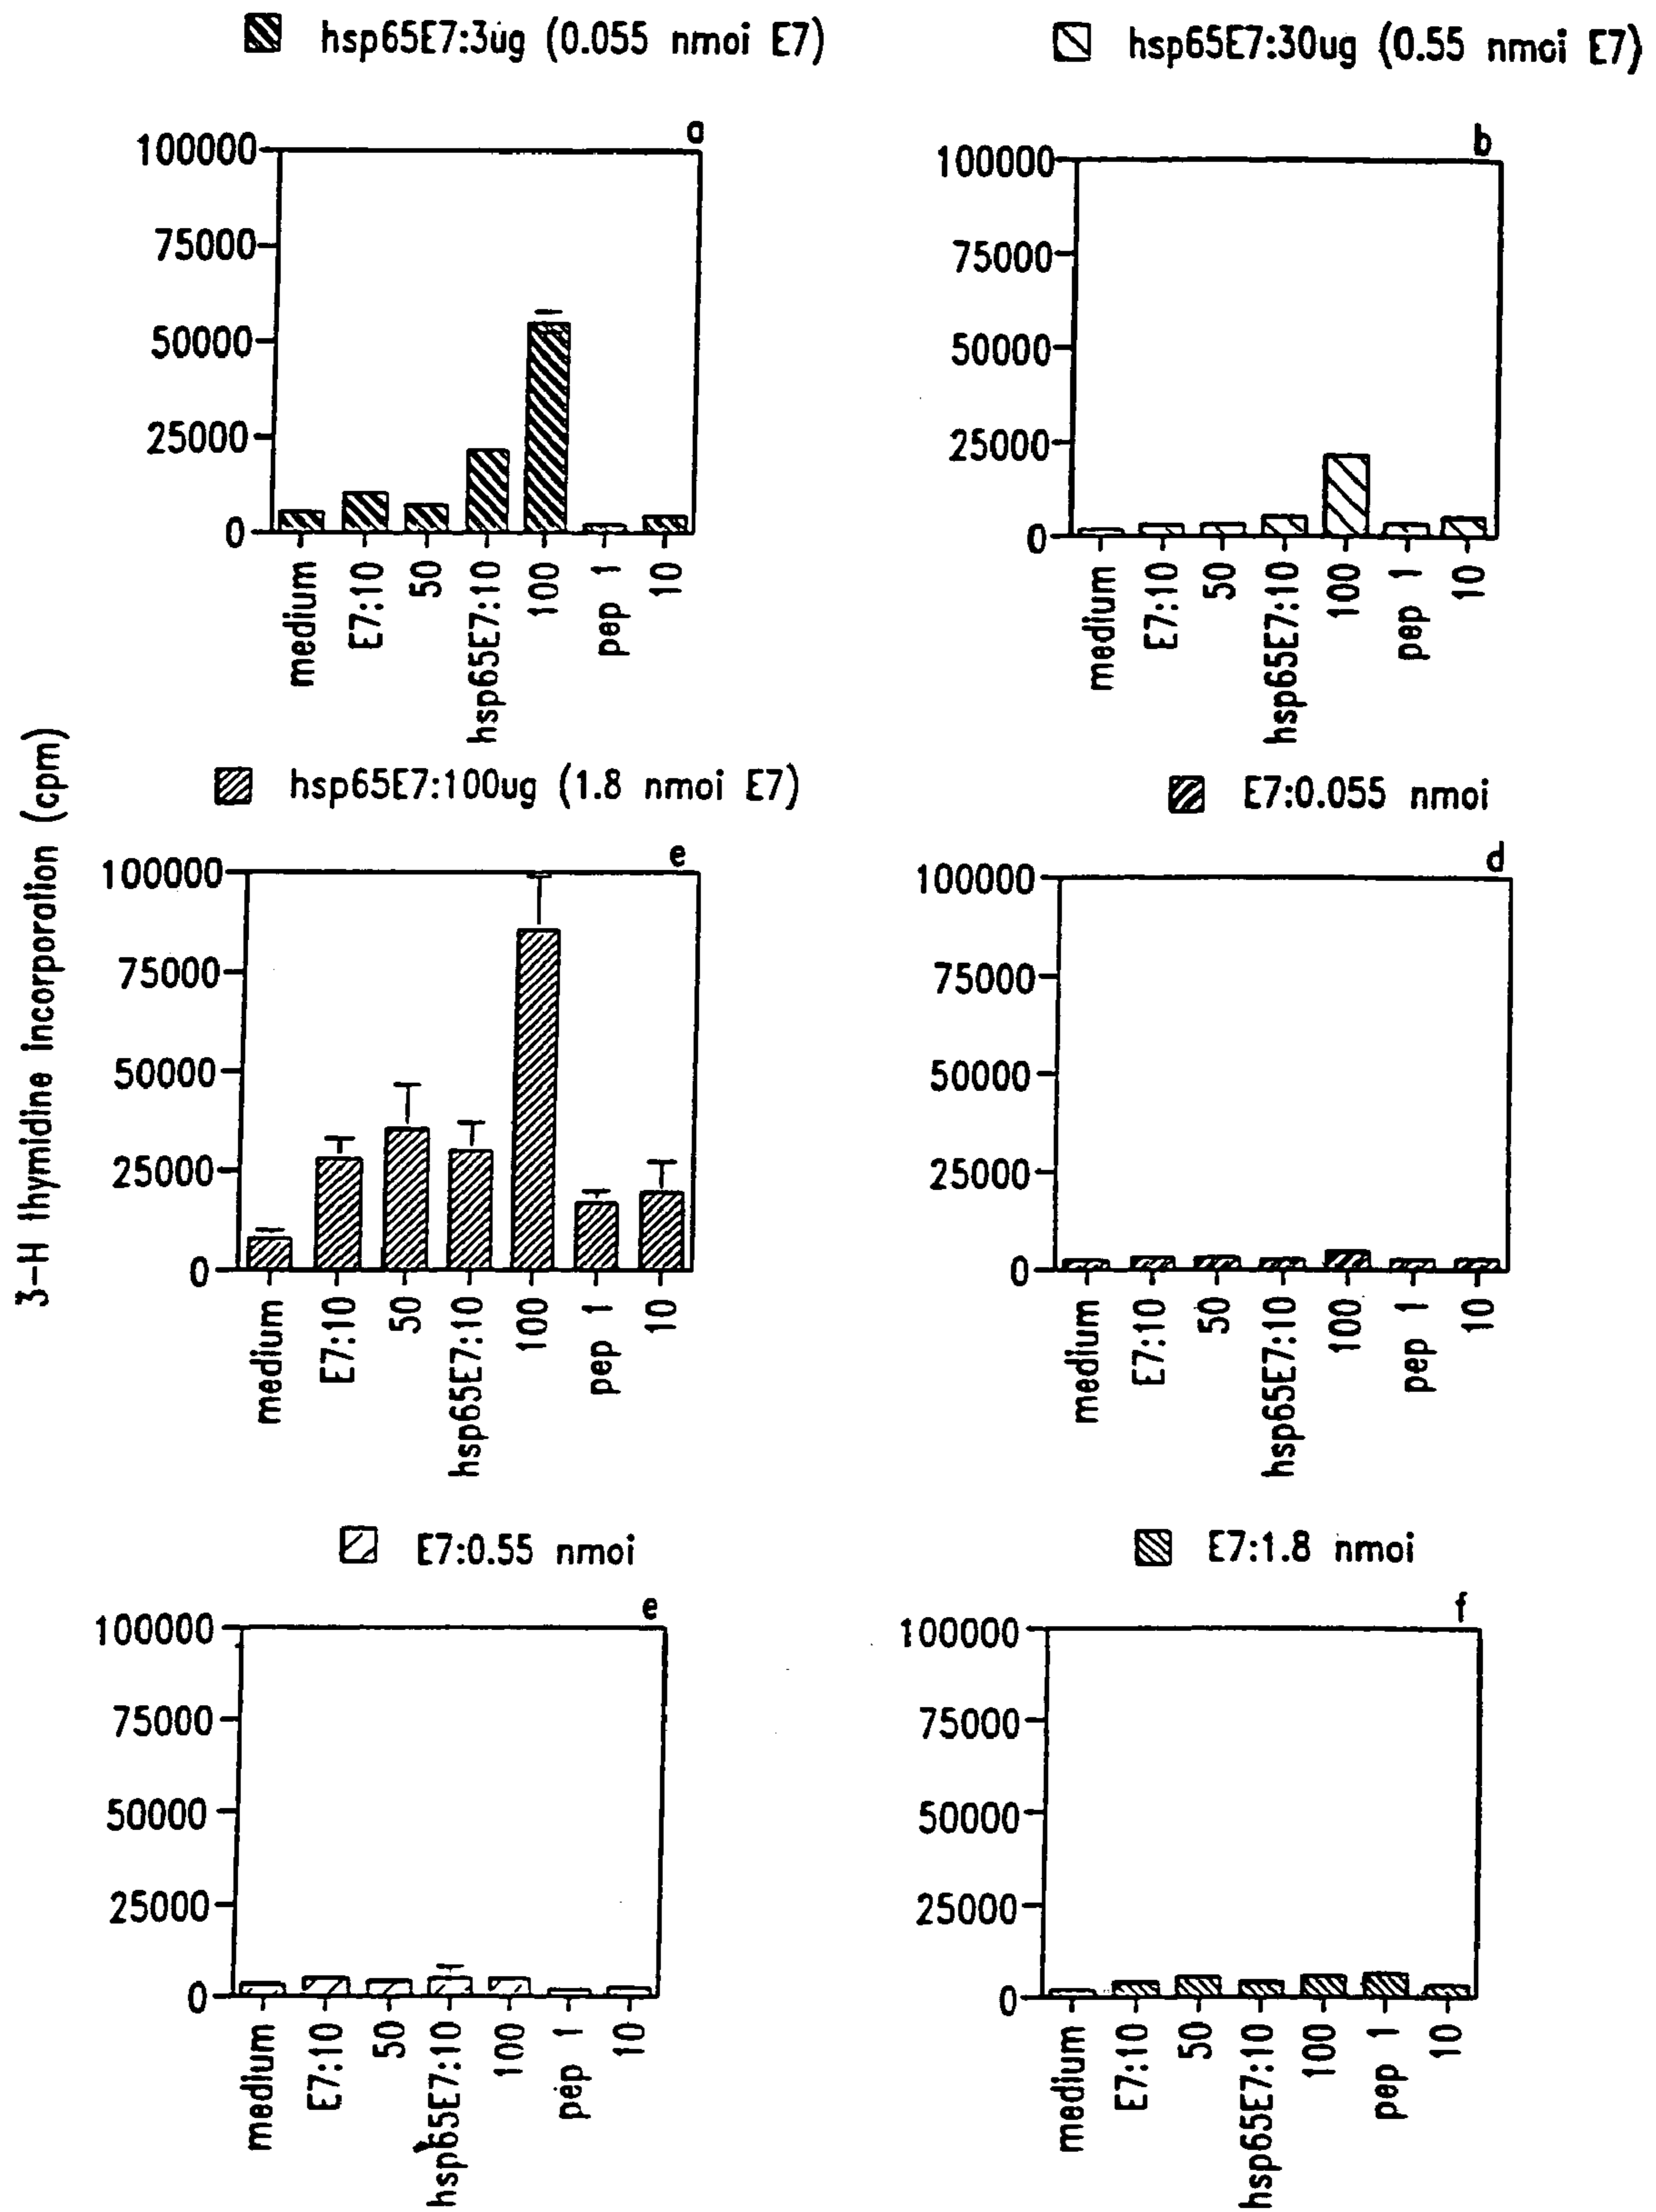 hsp65E7:3ug (0.055 nmoi E7)
a
100000
75000
50000
25000
0
medium
E7:10
50
hsp65E7:10
100
pep 1
10
hsp65E7:30ug (0.55 nmoi E7)
b
100000
75000
50000
25000
0
medium
E7:10
50
hsp65E7:10
100
pep 1
10
3-H thymidine incorporation (cpm)
hsp65E7:100ug (1.8 nmoi E7)
e
100000
75000
50000
25000
0
medium
E7:10
50
hsp65E7:10
100
pep 1
10
E7:0.055 nmoi
d
100000
75000
50000
25000
0
medium
E7:10
50
hsp65E7:10
100
pep 1
10
E7:0.55 nmoi
e
100000
75000
50000
25000
0
medium
E7:10
50
hsp65E7:10
100
pep 1
10
E7:1.8 nmoi
f
100000
75000
50000
25000
0
medium
E7:10
50
hsp65E7:10
100
pep 1
10